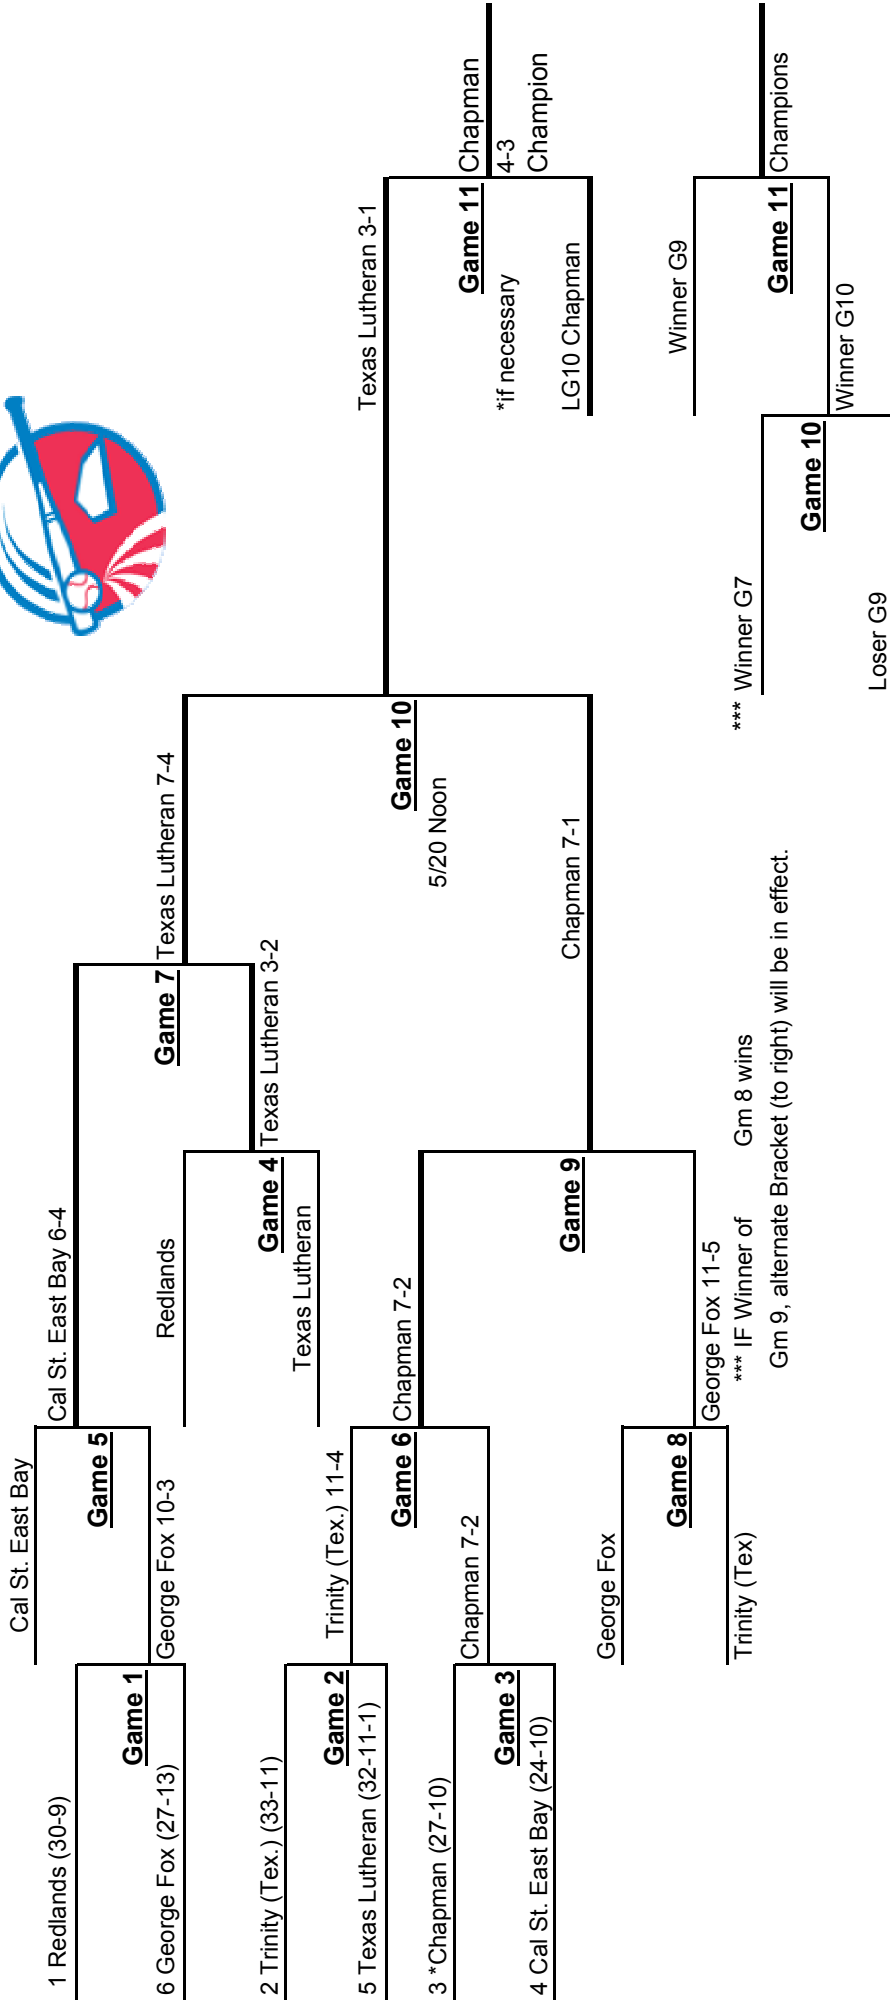 Cal St. East Bay
1 Redlands (30-9)
Game 5
Cal St. East Bay 6-4
Game 1
6 George Fox (27-13)
George Fox 10-3
Game 7
Texas Lutheran 7-4
Redlands
Game 4
Texas Lutheran 3-2
2 Trinity (Tex.) (33-11)
Texas Lutheran
Game 2
Trinity (Tex.) 11-4
5 Texas Lutheran (32-11-1)
Texas Lutheran 3-1
Game 6
Chapman 7-2
Game 10
5/20 Noon
3 *Chapman (27-10)
Chapman 7-2
Game 11
Chapman
4-3
Champion
*if necessary
Game 3
4 Cal St. East Bay (24-10)
Game 9
Chapman 7-1
LG10 Chapman
George Fox
Game 8
George Fox 11-5
Trinity (Tex)
*** IF Winner of Gm 8 wins
Gm 9, alternate Bracket (to right) will be in effect.
Winner G9
*** Winner G7
Game 11
Champions
Game 10
Winner G10
Loser G9